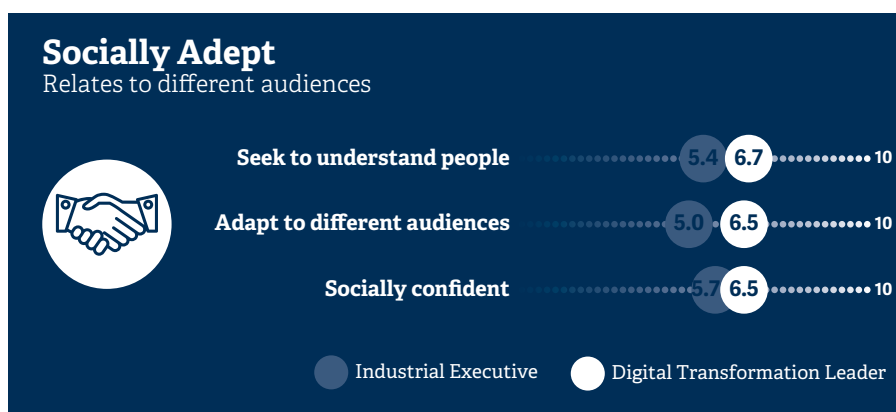 Socially Adept
Relates to different audiences
Seek to understand people 5.4 6.7 10
Adapt to different audiences 5.0 6.5 10
Socially confident 5.7 6.5 10
Industrial Executive Digital Transformation Leader